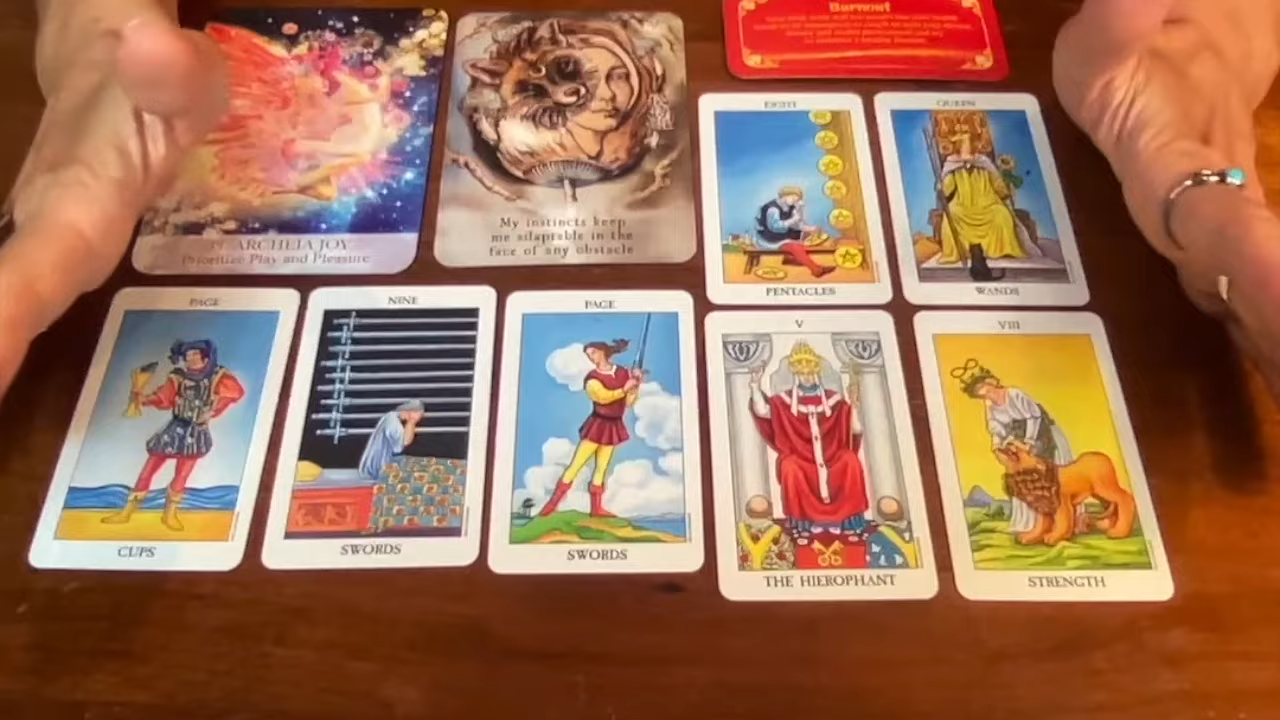 Burnout
ARCHEIA JOY
Prioritize Play and Pleasure
My instincts keep
me adaptable in the
face of any obstacle
EIGHT
PENTACLES
QUEEN
WANDS
PAGE
CUPS
NINE
SWORDS
PAGE
SWORDS
V
THE HIEROPHANT
VIII
STRENGTH